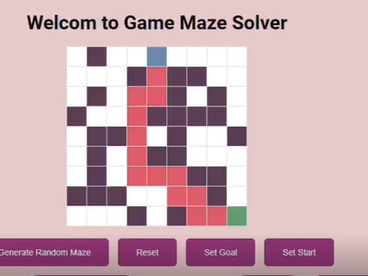 Welcom to Game Maze Solver
Generate Random Maze
Reset
Set Goal
Set Start